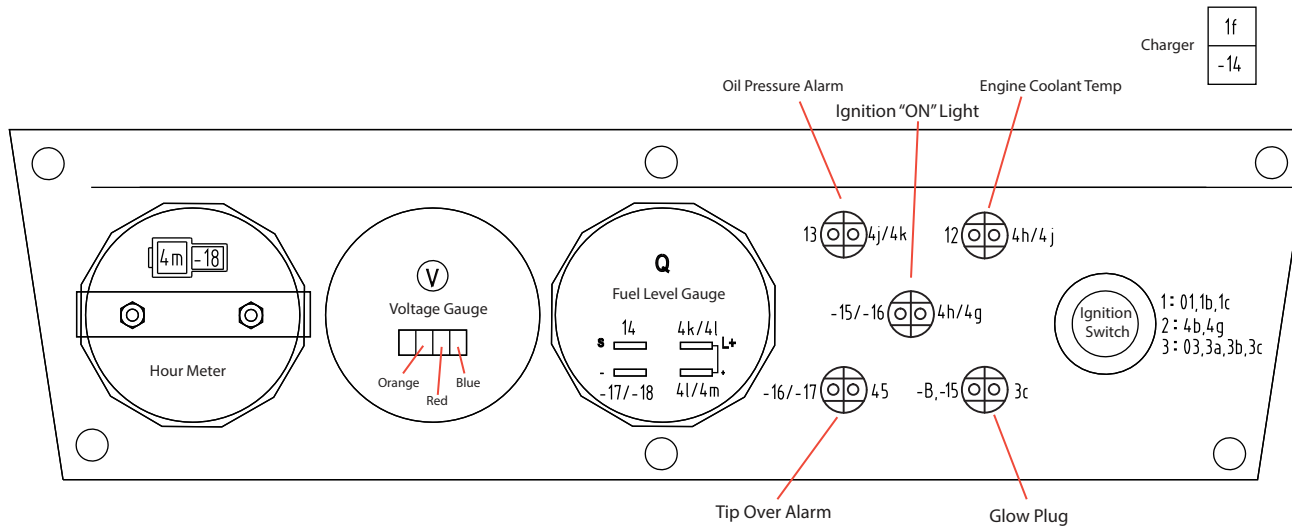 1f
Charger
-14
Oil Pressure Alarm
Engine Coolant Temp
Ignition "ON" Light
4m -18
Hour Meter
V
Voltage Gauge
Orange
Red
Blue
Q
Fuel Level Gauge
14 4k/4l
s L+
- +
-17/-18 4l/4m
13 4j/4k
12 4h/4j
-15/-16 4h/4g
-16/-17 45
-B,-15 3c
Ignition
Switch
1: 01,1b,1c
2: 4b,4g
3: 03,3a,3b,3c
Tip Over Alarm
Glow Plug